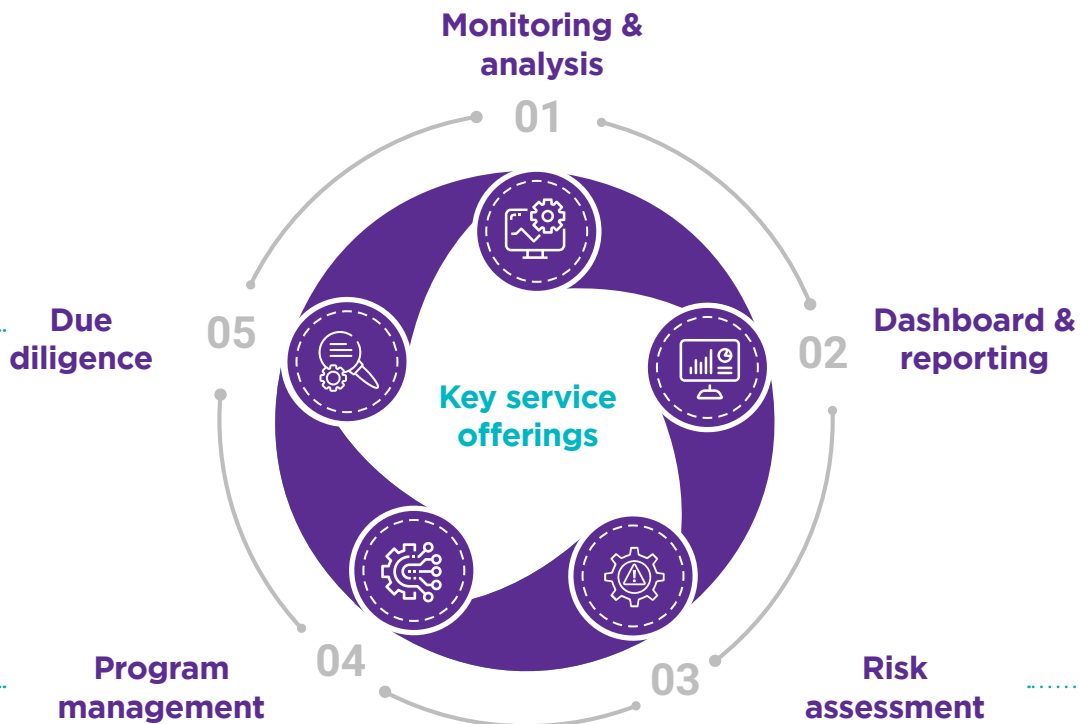 Monitoring &
analysis
01
Dashboard &
reporting
02
Risk
assessment
03
Program
management
04
Due
diligence
05
Key service
offerings